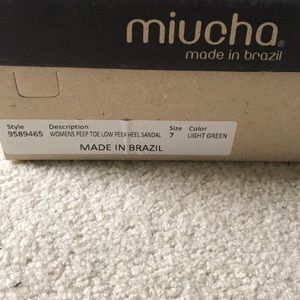 miucha®
made in brazil
Style Description Size Color
9589465 WOMENS PEEP TOE LOW PEEP HEEL SANDAL 7 LIGHT GREEN
MADE IN BRAZIL